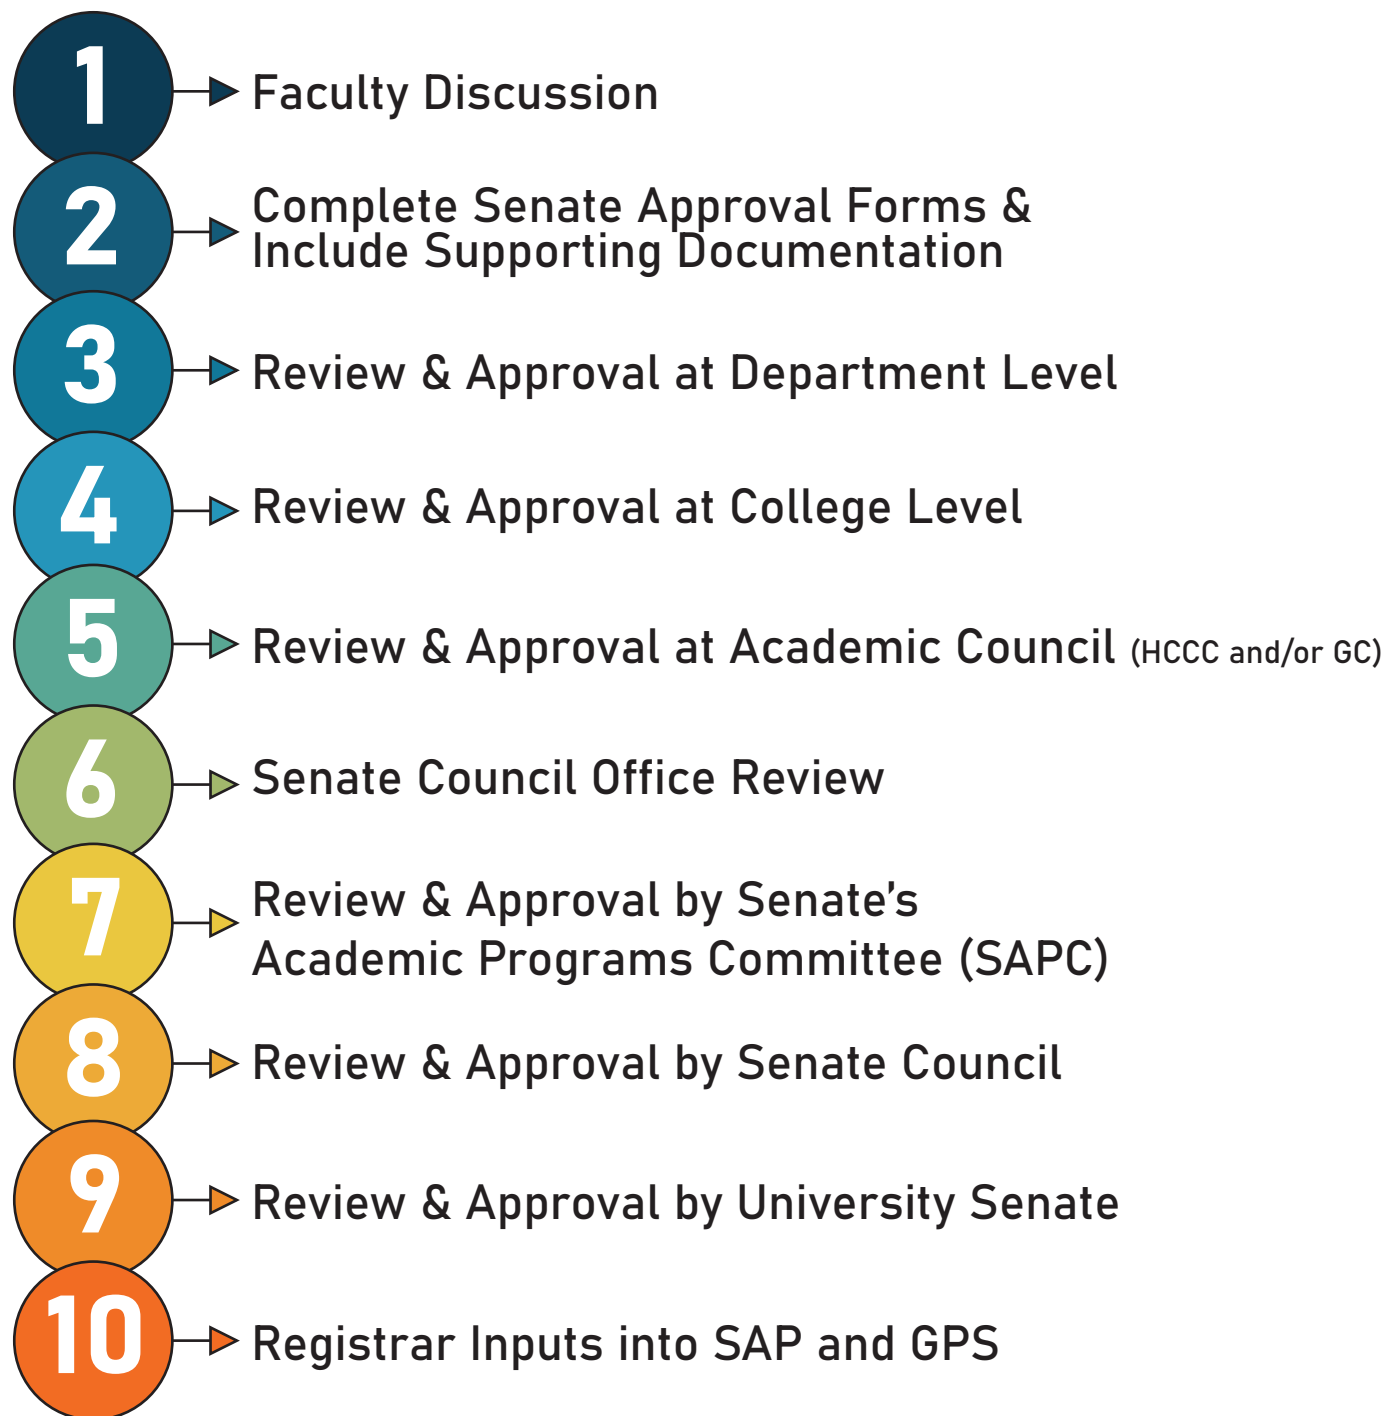 1
Faculty Discussion
2
Complete Senate Approval Forms &
Include Supporting Documentation
3
Review & Approval at Department Level
4
Review & Approval at College Level
5
Review & Approval at Academic Council (HCCC and/or GC)
6
Senate Council Office Review
7
Review & Approval by Senate's
Academic Programs Committee (SAPC)
8
Review & Approval by Senate Council
9
Review & Approval by University Senate
10
Registrar Inputs into SAP and GPS